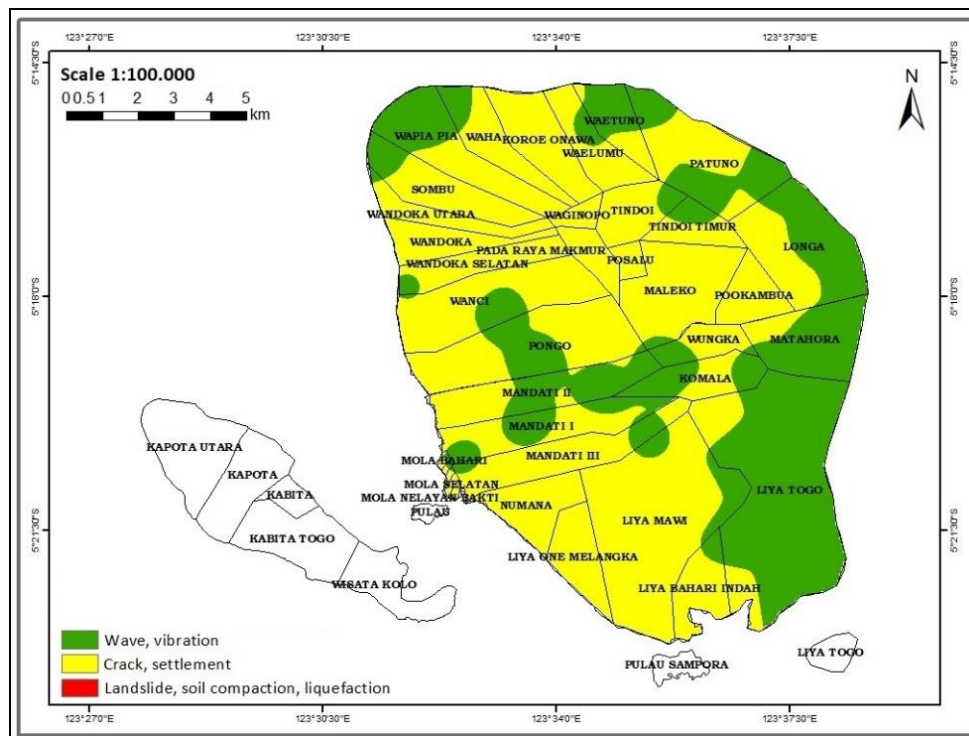 123°27'0"E 123°30'30"E 123°34'0"E 123°37'30"E
5°14'30"S 5°14'30"S
Scale 1:100.000
0 0.5 1 2 3 4 5
km
N
WAPIA PIA
WAHA
KOROE ONAWA
WAETUNO
WAELUMU
PATUNO
SOMBU
WANDOKA UTARA
WAGINOPO
TINDOI
TINDOI TIMUR
LONGA
WANDOKA
PADA RAYA MAKMUR
WANDOKA SELATAN
POSALU
5°18'0"S 5°18'0"S
WANCI
MALEKO
POOKAMBUA
PONGO
WUNGKA
MATAHORA
KOMALA
MANDATI II
MANDATI I
MANDATI III
KAPOTA UTARA
MOLA BAHARI
KAPOTA
MOLA SELATAN
LIYA TOGO
KABITA
MOLA NELAYAN BAKTI
NUMANA
PULAU
LIYA MAWI
5°21'30"S 5°21'30"S
KABITA TOGO
LIYA ONE MELANGKA
WISATA KOLO
LIYA BAHARI INDAH
Wave, vibration
LIYA TOGO
Crack, settlement
PULAU SAMPORA
Landslide, soil compaction, liquefaction
123°27'0"E 123°30'30"E 123°34'0"E 123°37'30"E